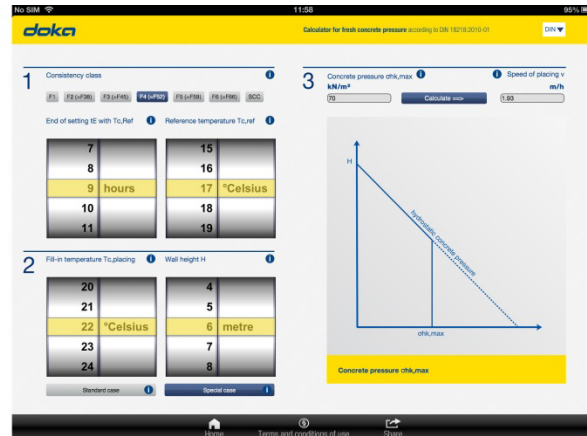 No SIM 11:58 95%
doka Calculator for fresh concrete pressure according to DIN 18218:2010-01 DIN ▼
1 Consistency class i
F1 F2 (=F38) F3 (=F45) F4 (=F52) F5 (=F59) F6 (=F66) SCC
End of setting tE with Tc,Ref i Reference temperature Tc,ref i
7 15
8 16
9 hours 17 °Celsius
10 18
11 19
2 Fill-in temperature Tc,placing i Wall height H i
20 4
21 5
22 °Celsius 6 metre
23 7
24 8
Standard case i Special case i
3 Concrete pressure σhk,max i i Speed of placing v
kN/m² m/h
70 Calculate ==> 1.93
H
hydrostatic concrete pressure
σhk,max
Concrete pressure σhk,max
Home Terms and conditions of use Share